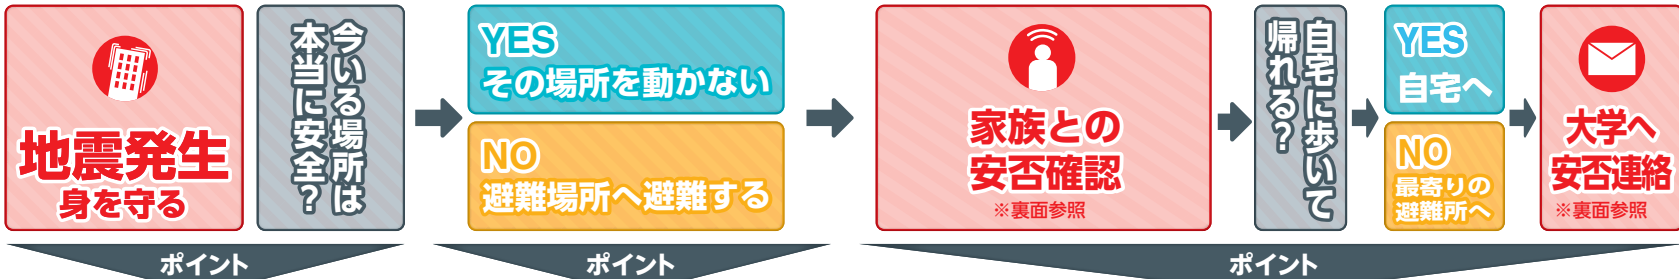 地震発生
身を守る
今いる場所は
本当に安全？
YES
その場所を動かない
NO
避難場所へ避難する
家族との
安否確認
※裏面参照
自宅に歩いて
帰れる？
YES
自宅へ
NO
最寄りの
避難所へ
大学へ
安否連絡
※裏面参照
ポイント
ポイント
ポイント